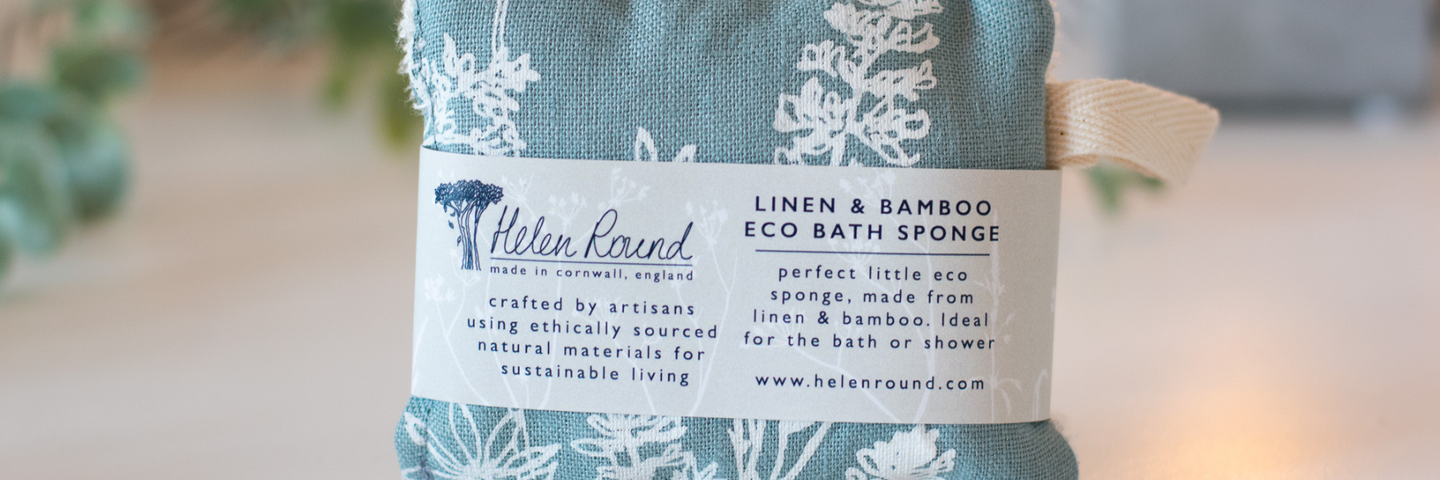 Helen Round
made in cornwall, england
crafted by artisans
using ethically sourced
natural materials for
sustainable living
LINEN & BAMBOO
ECO BATH SPONGE
perfect little eco
sponge, made from
linen & bamboo. Ideal
for the bath or shower
www.helenround.com